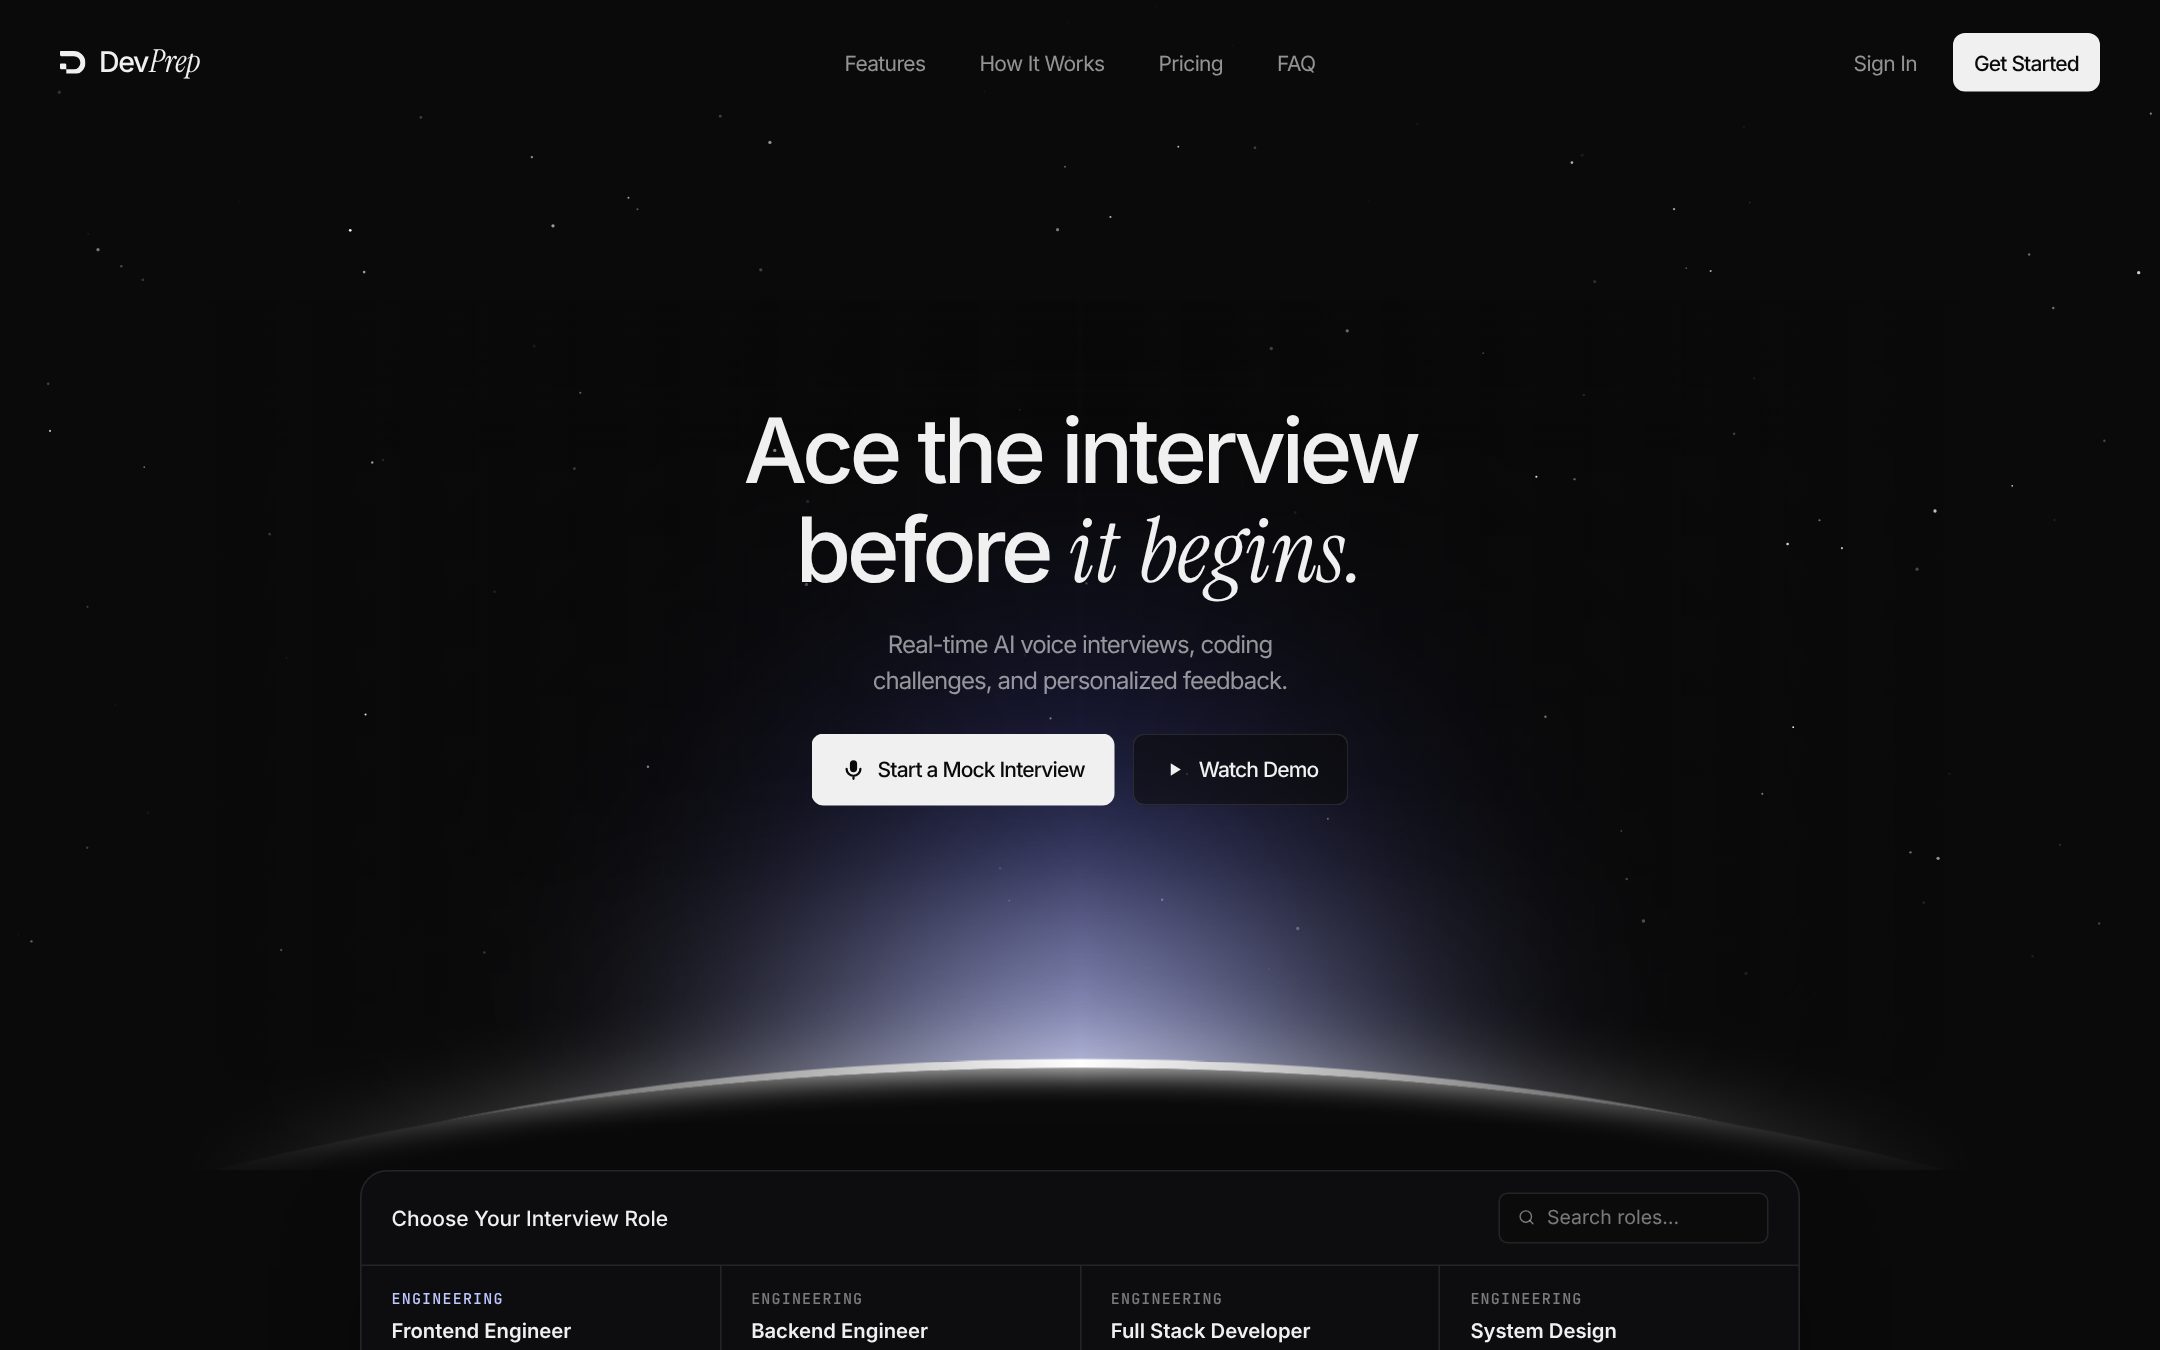 DevPrep
Features
How It Works
Pricing
FAQ
Sign In
Get Started
Ace the interview
before it begins.
Real-time AI voice interviews, coding
challenges, and personalized feedback.
Start a Mock Interview
Watch Demo
Choose Your Interview Role
Search roles...
ENGINEERING
Frontend Engineer
ENGINEERING
Backend Engineer
ENGINEERING
Full Stack Developer
ENGINEERING
System Design